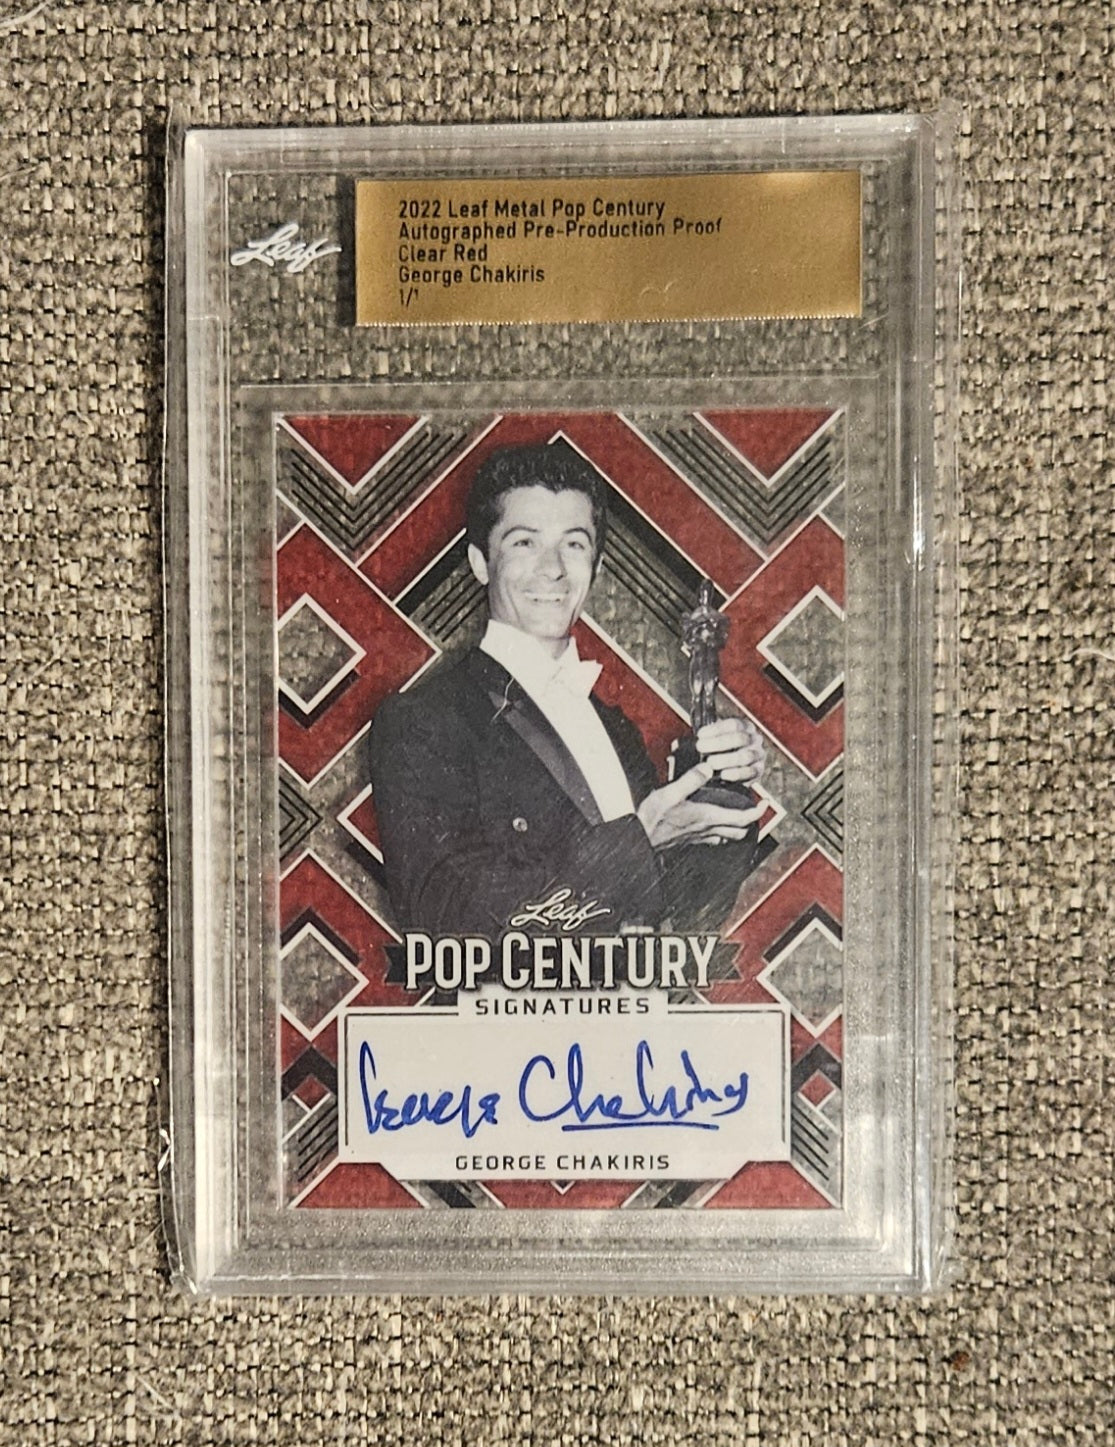 Leaf
2022 Leaf Metal Pop Century
Autographed Pre-Production Proof
Clear Red
George Chakiris
1/1
Leaf
POP CENTURY
SIGNATURES
George Chakiris
GEORGE CHAKIRIS